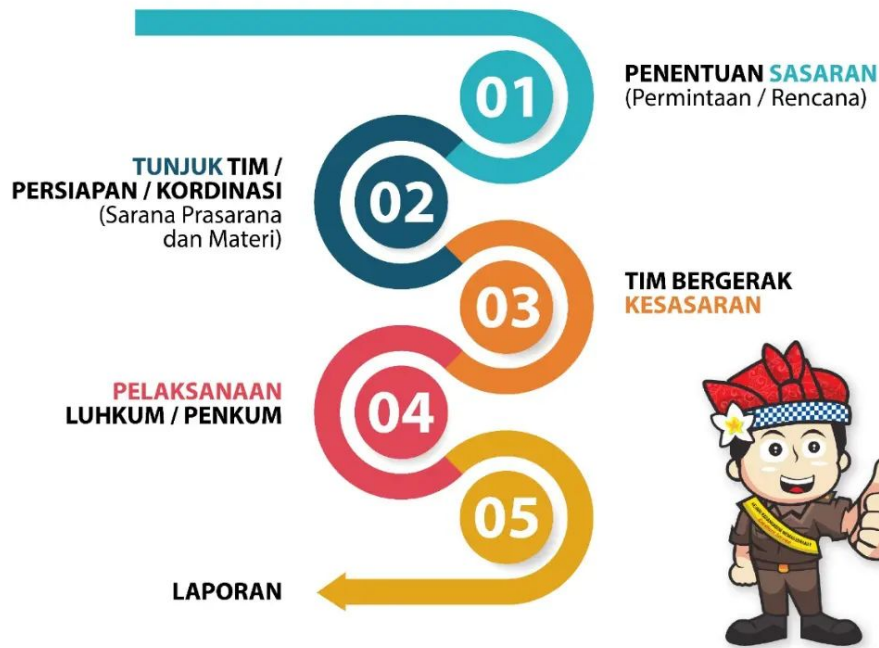 01
PENENTUAN SASARAN
(Permintaan / Rencana)
TUNJUK TIM /
PERSIAPAN / KORDINASI
(Sarana Prasarana
dan Materi)
02
03
TIM BERGERAK
KESASARAN
PELAKSANAAN
LUHKUM / PENKUM
04
05
LAPORAN